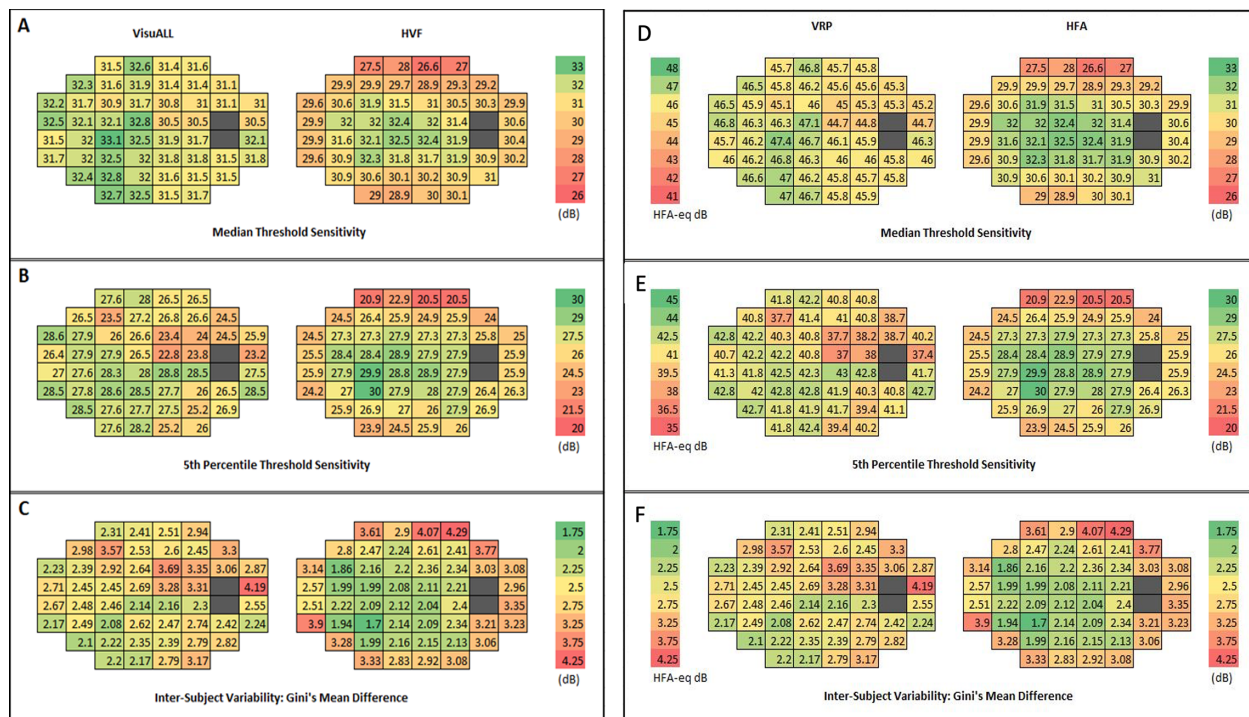 A
VisuALL HVF
31.5 32.6 31.4 31.6 27.5 28 26.6 27 33
32.3 31.6 31.9 31.4 31.4 31.1 29.9 29.9 29.7 28.9 29.3 29.2 32
32.2 31.7 30.9 31.7 30.8 31 31.1 31 29.6 30.6 31.9 31.5 31 30.5 30.3 29.9 31
32.5 32.1 32.1 32.8 30.5 30.5 31 29.9 32 32 32.4 32 31.4 30.6 30
31.5 32 33.1 32.5 31.9 31.7 32.1 29.9 31.6 32.1 32.5 32.4 31.9 30.4 29
31.7 32 32.5 32 31.8 31.8 31.5 31.8 29.6 30.9 32.3 31.8 31.7 31.9 30.9 30.2 28
32.4 32.8 32 31.6 31.5 31.5 30.9 30.6 30.1 30.2 30.9 31 27
32.7 32.5 31.5 31.7 29 28.9 30 30.1 26
(dB)
Median Threshold Sensitivity
B
27.6 28 26.5 26.5 20.9 22.9 20.5 20.5 30
26.5 23.5 27.2 26.8 26.6 24.5 24.5 26.4 25.9 24.9 25.9 24 29
28.6 27.9 26 26.6 23.4 24 24.5 25.9 24.5 27.3 27.3 27.9 27.3 27.9 25.8 25 27.5
26.4 27.9 27.9 26.5 22.8 23.8 23.2 25.5 28.4 28.4 28.9 27.9 27.9 25.9 26
27 27.6 28.3 28 28.8 28.5 27.5 25.9 27.9 29.9 28.8 28.9 27.9 25.9 24.5
28.5 27.8 28.6 28.5 27.7 26 26.5 28.5 24.2 27 30 27.9 28 27.9 26.4 26.3 23
28.5 27.6 27.7 27.5 25.2 26.9 25.9 26.9 27 26 27.9 26.9 21.5
27.6 28.2 25.2 26 23.9 24.5 25.9 26 20
(dB)
5th Percentile Threshold Sensitivity
C
2.31 2.41 2.51 2.94 3.61 2.9 4.07 4.29 1.75
2.98 3.57 2.53 2.6 2.45 3.3 2.8 2.47 2.24 2.61 2.41 3.77 2
2.23 2.39 2.92 2.64 3.69 3.35 3.06 2.87 3.14 1.86 2.16 2.2 2.36 2.34 3.03 3.08 2.25
2.71 2.45 2.45 2.69 3.28 3.31 4.19 2.57 1.99 1.99 2.08 2.11 2.21 2.96 2.5
2.67 2.48 2.46 2.14 2.16 2.3 2.55 2.51 2.22 2.09 2.12 2.04 2.4 3.35 2.75
2.17 2.49 2.08 2.62 2.47 2.74 2.42 2.24 3.9 1.94 1.7 2.14 2.09 2.34 3.21 3.23 3.25
2.1 2.22 2.35 2.39 2.79 2.82 3.28 1.99 2.16 2.15 2.13 3.06 3.75
2.2 2.17 2.79 3.17 3.33 2.83 2.92 3.08 4.25
(dB)
Inter-Subject Variability: Gini's Mean Difference
D
VRP HFA
48 45.7 46.8 45.7 45.8 27.5 28 26.6 27 33
47 46.5 45.8 46.2 45.6 45.6 45.3 29.9 29.9 29.7 28.9 29.3 29.2 32
46 46.5 45.9 45.1 46 45.3 45.3 45.3 45.2 29.6 30.6 31.9 31.5 31 30.5 30.3 29.9 31
45 46.8 46.3 46.3 47.1 44.7 44.8 44.7 29.9 32 32 32.4 32 31.4 30.6 30
44 45.7 46.2 47.4 46.7 46.1 45.9 46.3 29.9 31.6 32.1 32.5 32.4 31.9 30.4 29
43 46 46.2 46.8 46.3 46 46 45.8 46 29.6 30.9 32.3 31.8 31.7 31.9 30.9 30.2 28
42 46.6 47 46.2 45.8 45.7 45.8 30.9 30.6 30.1 30.2 30.9 31 27
41 47 46.7 45.8 45.9 29 28.9 30 30.1 26
HFA-eq dB (dB)
Median Threshold Sensitivity
E
45 41.8 42.2 40.8 40.8 20.9 22.9 20.5 20.5 30
44 40.8 37.7 41.4 41 40.8 38.7 24.5 26.4 25.9 24.9 25.9 24 29
42.5 42.8 42.2 40.3 40.8 37.7 38.2 38.7 40.2 24.5 27.3 27.3 27.9 27.3 27.9 25.8 25 27.5
41 40.7 42.2 42.2 40.8 37 38 37.4 25.5 28.4 28.4 28.9 27.9 27.9 25.9 26
39.5 41.3 41.8 42.5 42.3 43 42.8 41.7 25.9 27.9 29.9 28.8 28.9 27.9 25.9 24.5
38 42.8 42 42.8 42.8 41.9 40.3 40.8 42.7 24.2 27 30 27.9 28 27.9 26.4 26.3 23
36.5 42.7 41.8 41.9 41.7 39.4 41.1 25.9 26.9 27 26 27.9 26.9 21.5
35 41.8 42.4 39.4 40.2 23.9 24.5 25.9 26 20
HFA-eq dB (dB)
5th Percentile Threshold Sensitivity
F
1.75 2.31 2.41 2.51 2.94 3.61 2.9 4.07 4.29 1.75
2 2.98 3.57 2.53 2.6 2.45 3.3 2.8 2.47 2.24 2.61 2.41 3.77 2
2.25 2.23 2.39 2.92 2.64 3.69 3.35 3.06 2.87 3.14 1.86 2.16 2.2 2.36 2.34 3.03 3.08 2.25
2.5 2.71 2.45 2.45 2.69 3.28 3.31 4.19 2.57 1.99 1.99 2.08 2.11 2.21 2.96 2.5
2.75 2.67 2.48 2.46 2.14 2.16 2.3 2.55 2.51 2.22 2.09 2.12 2.04 2.4 3.35 2.75
3.25 2.17 2.49 2.08 2.62 2.47 2.74 2.42 2.24 3.9 1.94 1.7 2.14 2.09 2.34 3.21 3.23 3.25
3.75 2.1 2.22 2.35 2.39 2.79 2.82 3.28 1.99 2.16 2.15 2.13 3.06 3.75
4.25 2.2 2.17 2.79 3.17 3.33 2.83 2.92 3.08 4.25
HFA-eq dB (dB)
Inter-Subject Variability: Gini's Mean Difference